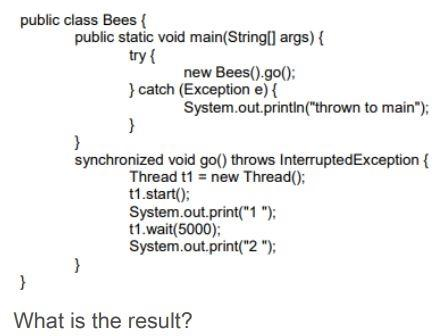 public class Bees {
public static void main(String[] args) {
try {
new Bees().go();
} catch (Exception e) {
System.out.println("thrown to main");
}
}
synchronized void go() throws InterruptedException {
Thread t1 = new Thread();
t1.start();
System.out.print("1 ");
t1.wait(5000);
System.out.print("2 ");
}
}
What is the result?